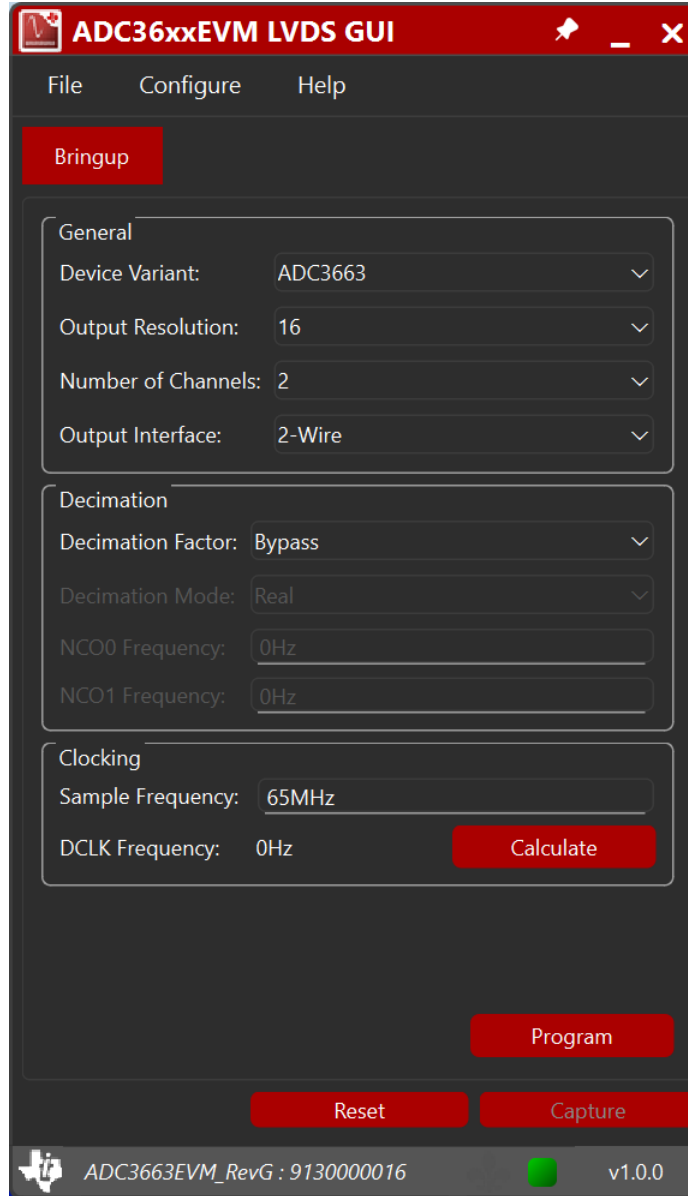 ADC36xxEVM LVDS GUI
File Configure Help
Bringup
General
Device Variant: ADC3663
Output Resolution: 16
Number of Channels: 2
Output Interface: 2-Wire
Decimation
Decimation Factor: Bypass
Decimation Mode: Real
NCO0 Frequency: 0Hz
NCO1 Frequency: 0Hz
Clocking
Sample Frequency: 65MHz
DCLK Frequency: 0Hz Calculate
Program
Reset Capture
ADC3663EVM_RevG : 9130000016 v1.0.0